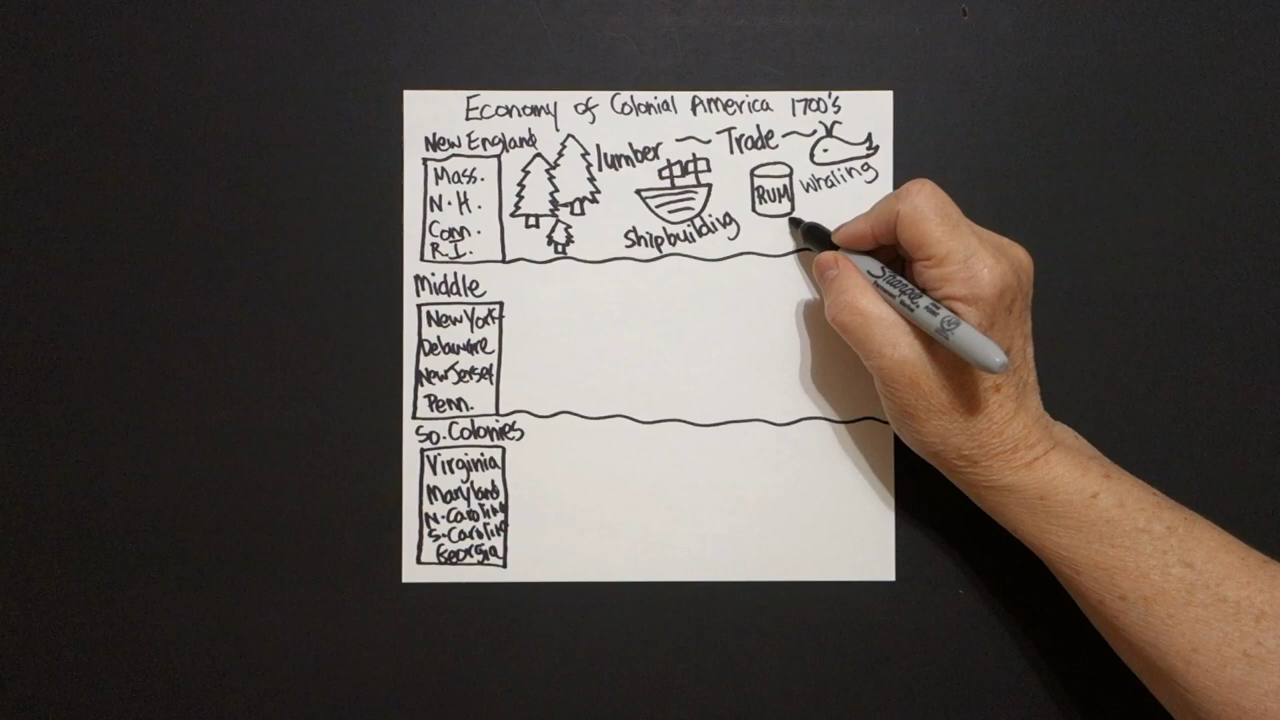 Economy of Colonial America 1700's
New England
lumber ~ Trade ~
Mass.
N.H.
Conn.
R.I.
shipbuilding
RUM
whaling
Middle
New York
Delaware
New Jersey
Penn.
So. Colonies
Virginia
Maryland
N. Carolina
S. Carolina
Georgia
Sharpie